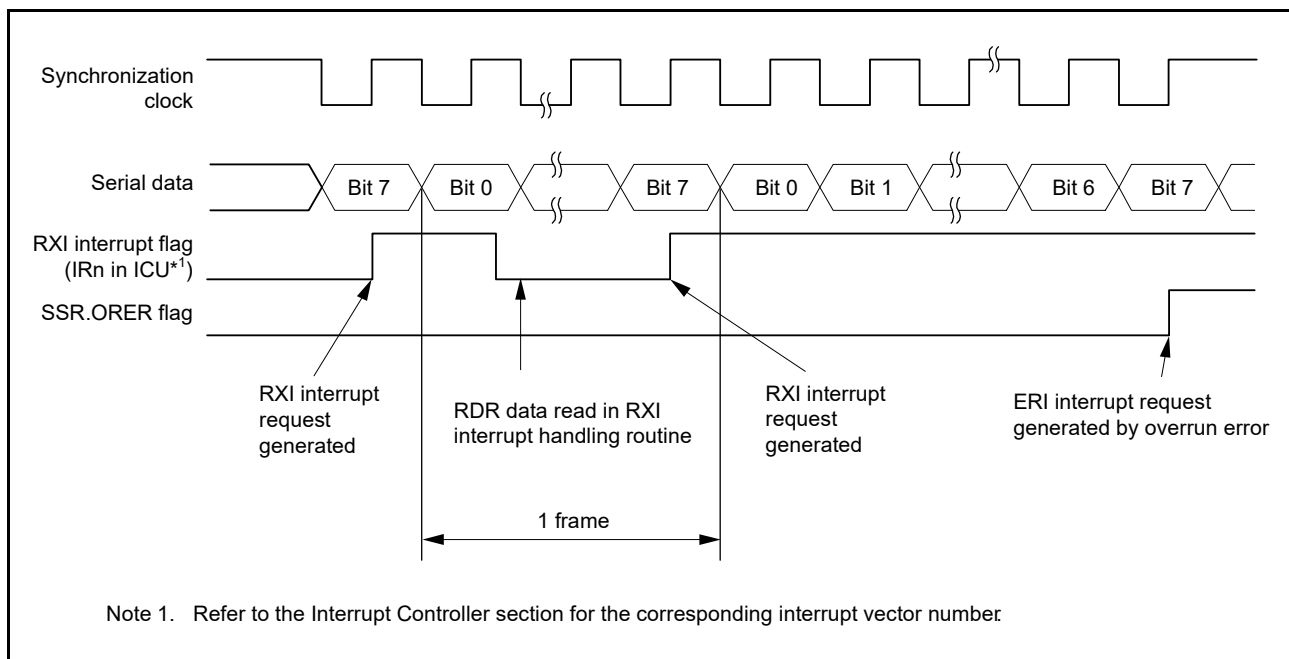 Synchronization
clock
Serial data
Bit 7
Bit 0
Bit 7
Bit 0
Bit 1
Bit 6
Bit 7
RXI interrupt flag
(IRn in ICU*1)
SSR.ORER flag
RXI interrupt
request
generated
RDR data read in RXI
interrupt handling routine
RXI interrupt
request
generated
ERI interrupt request
generated by overrun error
1 frame
Note 1. Refer to the Interrupt Controller section for the corresponding interrupt vector number.